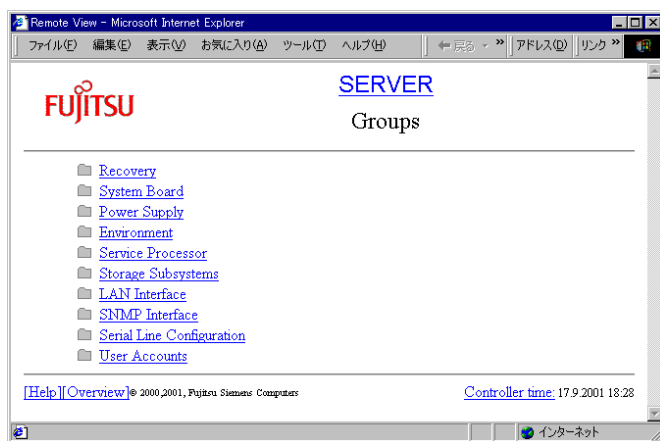 Remote View - Microsoft Internet Explorer
ファイル(F) 編集(E) 表示(V) お気に入り(A) ツール(T) ヘルプ(H) 戻る » アドレス(D) リンク »
FUJITSU
SERVER
Groups
Recovery
System Board
Power Supply
Environment
Service Processor
Storage Subsystems
LAN Interface
SNMP Interface
Serial Line Configuration
User Accounts
[Help][Overview]© 2000,2001, Fujitsu Siemens Computers Controller time: 17.9.2001 18:28
インターネット